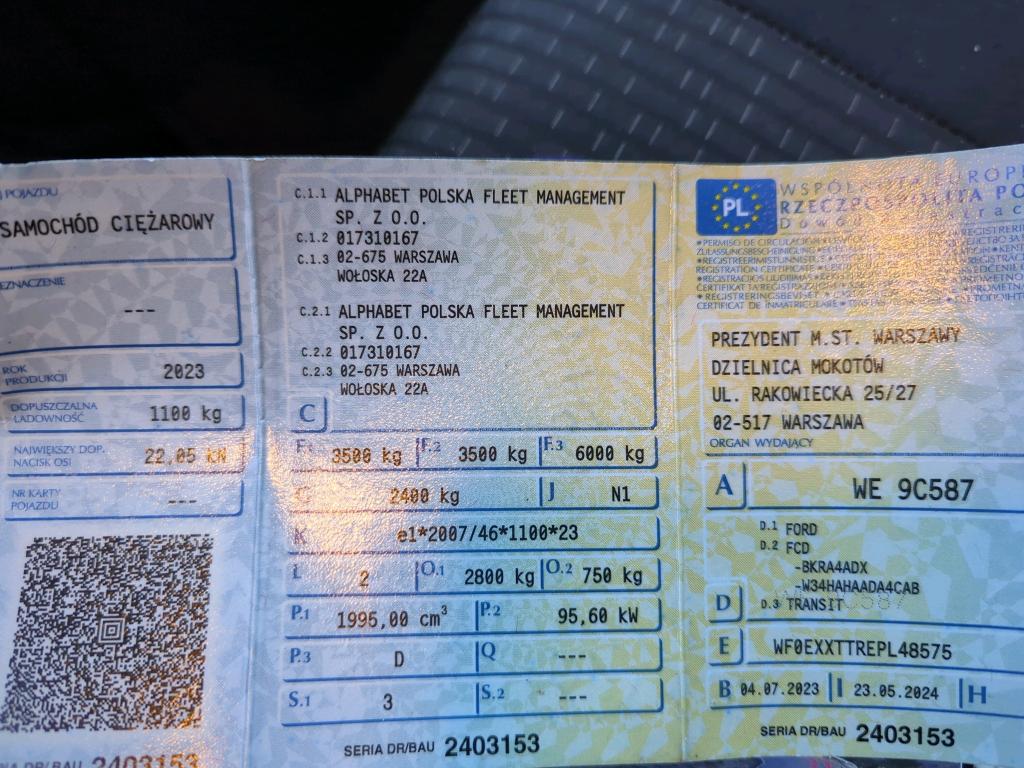 POJAZDU
SAMOCHÓD CIĘŻAROWY
---
ROK
PRODUKCJI
2023
DOPUSZCZALNA
ŁADOWNOŚĆ
1100 kg
NAJWIĘKSZY DOP.
NACISK OSI
22,05 kN
NR KARTY
POJAZDU
---
DR/BAU 2403153
C.1.1 ALPHABET POLSKA FLEET MANAGEMENT
SP. Z O.O.
C.1.2 017310167
C.1.3 02-675 WARSZAWA
WOŁOSKA 22A
C.2.1 ALPHABET POLSKA FLEET MANAGEMENT
SP. Z O.O.
C.2.2 017310167
C.2.3 02-675 WARSZAWA
WOŁOSKA 22A
C
F.1 3500 kg F.2 3500 kg F.3 6000 kg
G 2400 kg J N1
K e1*2007/46*1100*23
L 2 O.1 2800 kg O.2 750 kg
P.1 1995,00 cm³ P.2 95,60 kW
P.3 D Q ---
S.1 3 S.2 ---
SERIA DR/BAU 2403153
PL
RZECZPOSPOLITA
PREZYDENT M.ST. WARSZAWY
DZIELNICA MOKOTÓW
UL. RAKOWIECKA 25/27
02-517 WARSZAWA
ORGAN WYDAJĄCY
A WE 9C587
D.1 FORD
D.2 FCD
-BKRA4ADX
-W34HAHAADA4CAB
D D.3 TRANSIT
E WF0EXXTTREPL48575
B 04.07.2023 I 23.05.2024 H
SERIA DR/BAU 2403153